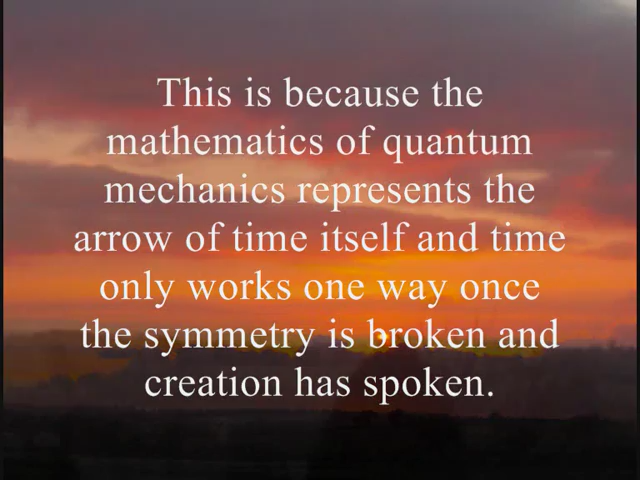 This is because the
mathematics of quantum
mechanics represents the
arrow of time itself and time
only works one way once
the symmetry is broken and
creation has spoken.